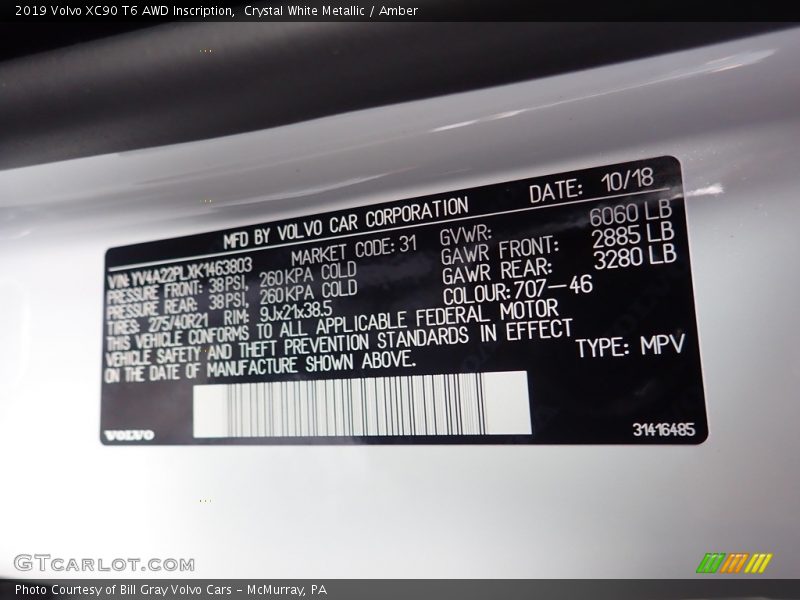 2019 Volvo XC90 T6 AWD Inscription, Crystal White Metallic / Amber
MFD BY VOLVO CAR CORPORATION DATE: 10/18
VIN: YV4A22PLXK1463803 MARKET CODE: 31 GVWR: 6060 LB
PRESSURE FRONT: 38PSI, 260KPA COLD GAWR FRONT: 2885 LB
PRESSURE REAR: 38PSI, 260KPA COLD GAWR REAR: 3280 LB
TIRES: 275/40R21 RIM: 9Jx21x38.5 COLOUR: 707-46
THIS VEHICLE CONFORMS TO ALL APPLICABLE FEDERAL MOTOR
VEHICLE SAFETY AND THEFT PREVENTION STANDARDS IN EFFECT
ON THE DATE OF MANUFACTURE SHOWN ABOVE. TYPE: MPV
VOLVO 31416485
GTCARLOT.COM
Photo Courtesy of Bill Gray Volvo Cars - McMurray, PA